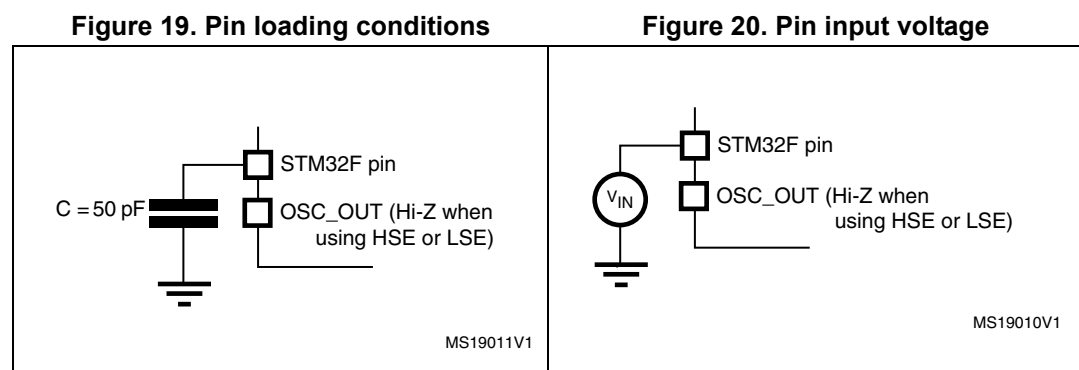 Figure 19. Pin loading conditions
Figure 20. Pin input voltage
STM32F pin
C = 50 pF
OSC_OUT (Hi-Z when
using HSE or LSE)
MS19011V1
STM32F pin
VIN
OSC_OUT (Hi-Z when
using HSE or LSE)
MS19010V1